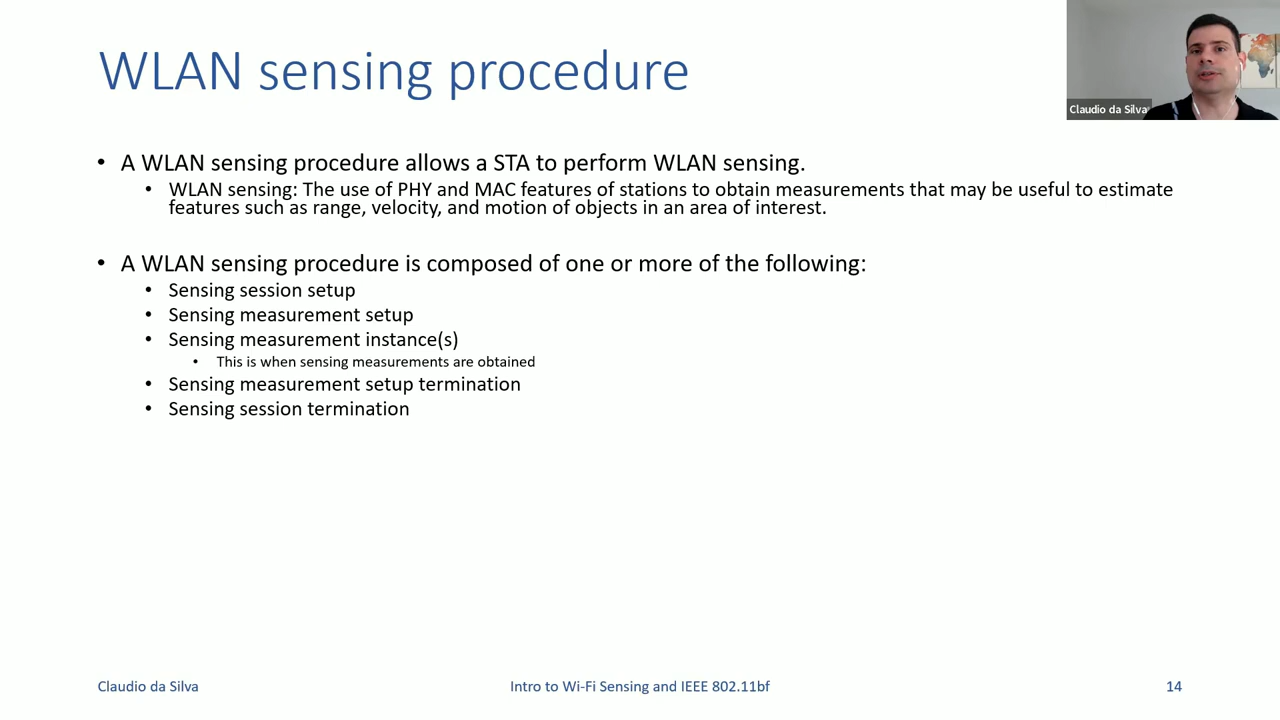 WLAN sensing procedure
Claudio da Silva
• A WLAN sensing procedure allows a STA to perform WLAN sensing.
• WLAN sensing: The use of PHY and MAC features of stations to obtain measurements that may be useful to estimate
features such as range, velocity, and motion of objects in an area of interest.
• A WLAN sensing procedure is composed of one or more of the following:
• Sensing session setup
• Sensing measurement setup
• Sensing measurement instance(s)
• This is when sensing measurements are obtained
• Sensing measurement setup termination
• Sensing session termination
Claudio da Silva
Intro to Wi-Fi Sensing and IEEE 802.11bf
14